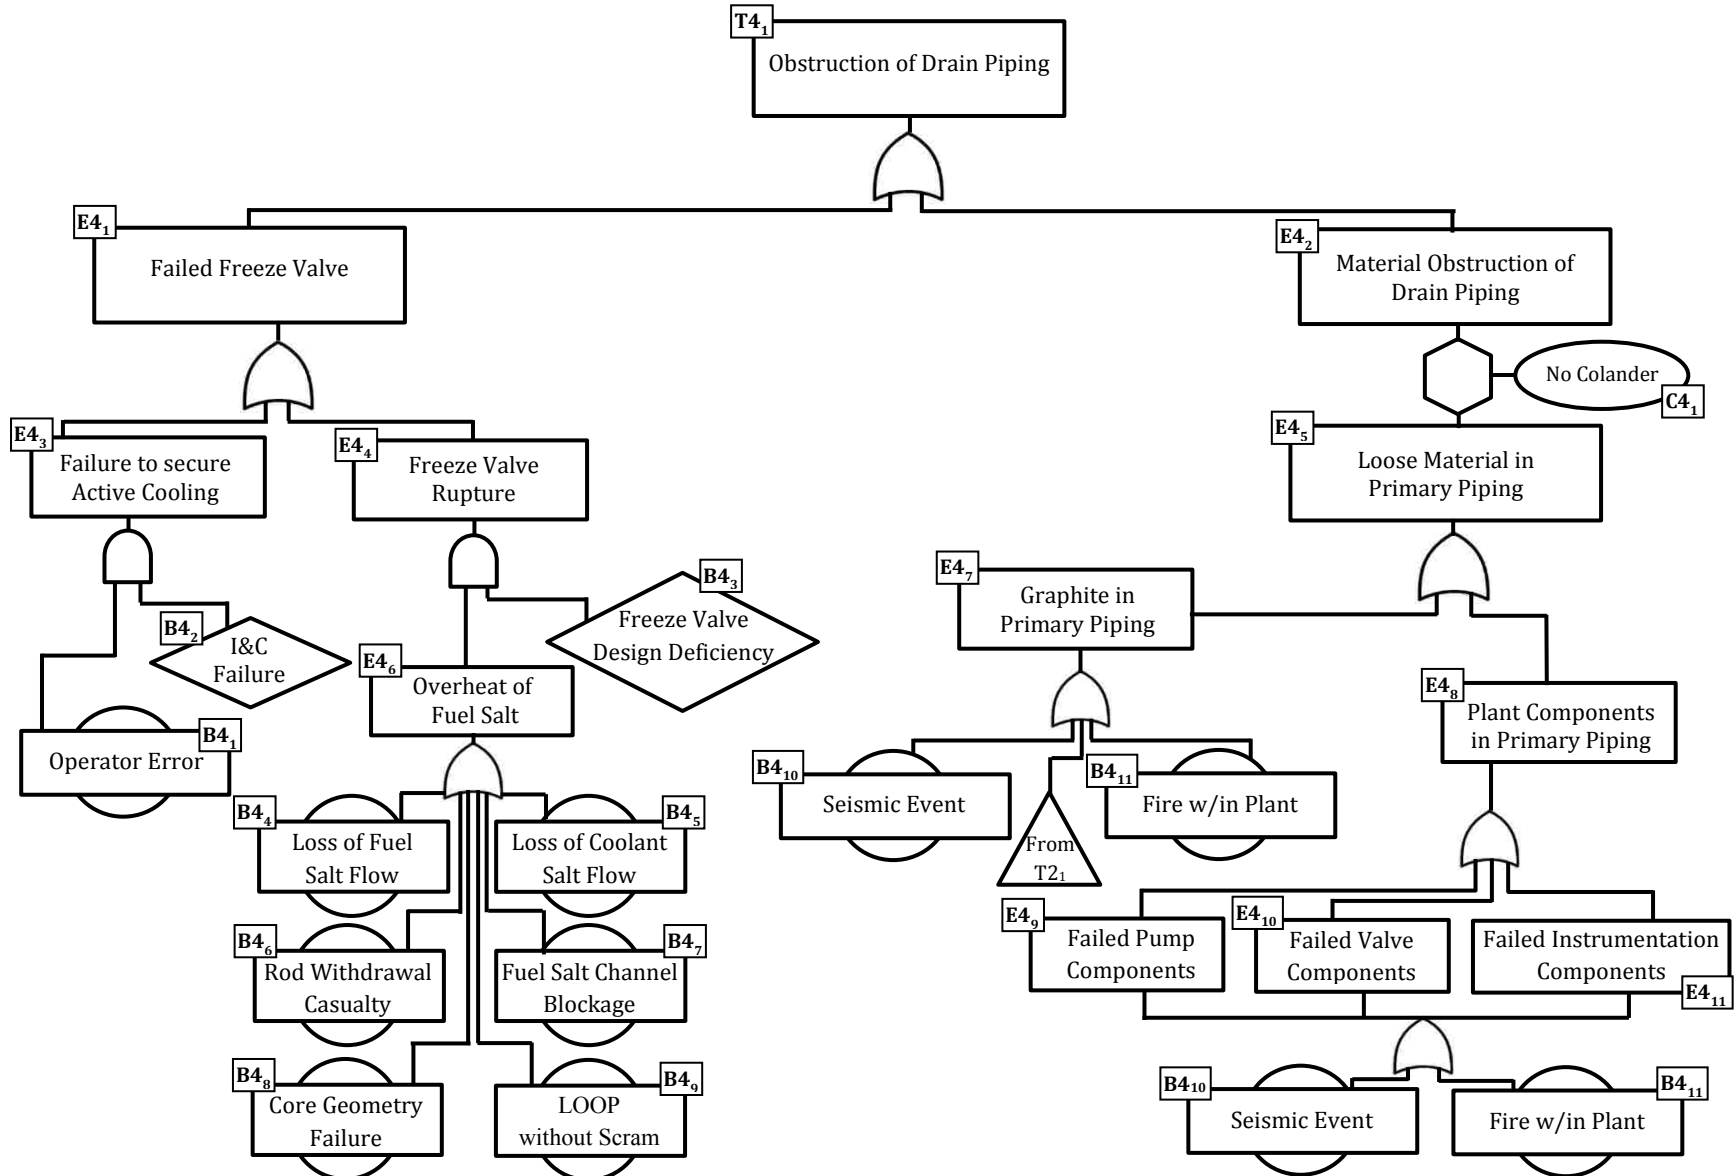 T4₁
Obstruction of Drain Piping
E4₁
Failed Freeze Valve
E4₂
Material Obstruction of
Drain Piping
No Colander
C4₁
E4₃
Failure to secure
Active Cooling
E4₄
Freeze Valve
Rupture
E4₅
Loose Material in
Primary Piping
B4₂
I&C
Failure
B4₁
Operator Error
B4₃
Freeze Valve
Design Deficiency
E4₆
Overheat of
Fuel Salt
E4₇
Graphite in
Primary Piping
E4₈
Plant Components
in Primary Piping
B4₄
Loss of Fuel
Salt Flow
B4₅
Loss of Coolant
Salt Flow
B4₆
Rod Withdrawal
Casualty
B4₇
Fuel Salt Channel
Blockage
B4₈
Core Geometry
Failure
B4₉
LOOP
without Scram
B4₁₀
Seismic Event
From
T2₁
B4₁₁
Fire w/in Plant
E4₉
Failed Pump
Components
E4₁₀
Failed Valve
Components
Failed Instrumentation
Components
E4₁₁
B4₁₀
Seismic Event
B4₁₁
Fire w/in Plant